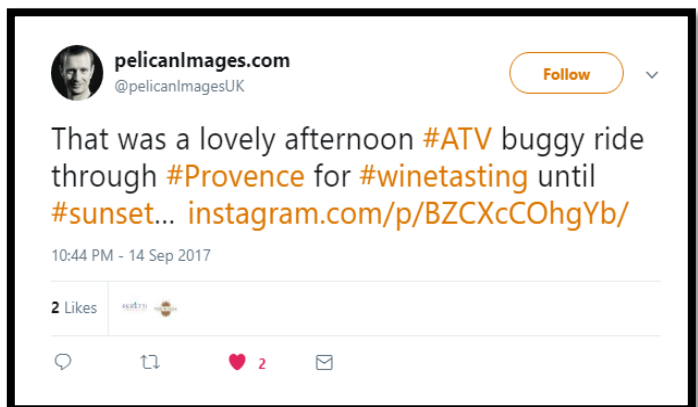 pelicanImages.com
@pelicanImagesUK
Follow
That was a lovely afternoon #ATV buggy ride
through #Provence for #winetasting until
#sunset... instagram.com/p/BZCXcCOhgYb/
10:44 PM - 14 Sep 2017
2 Likes
2